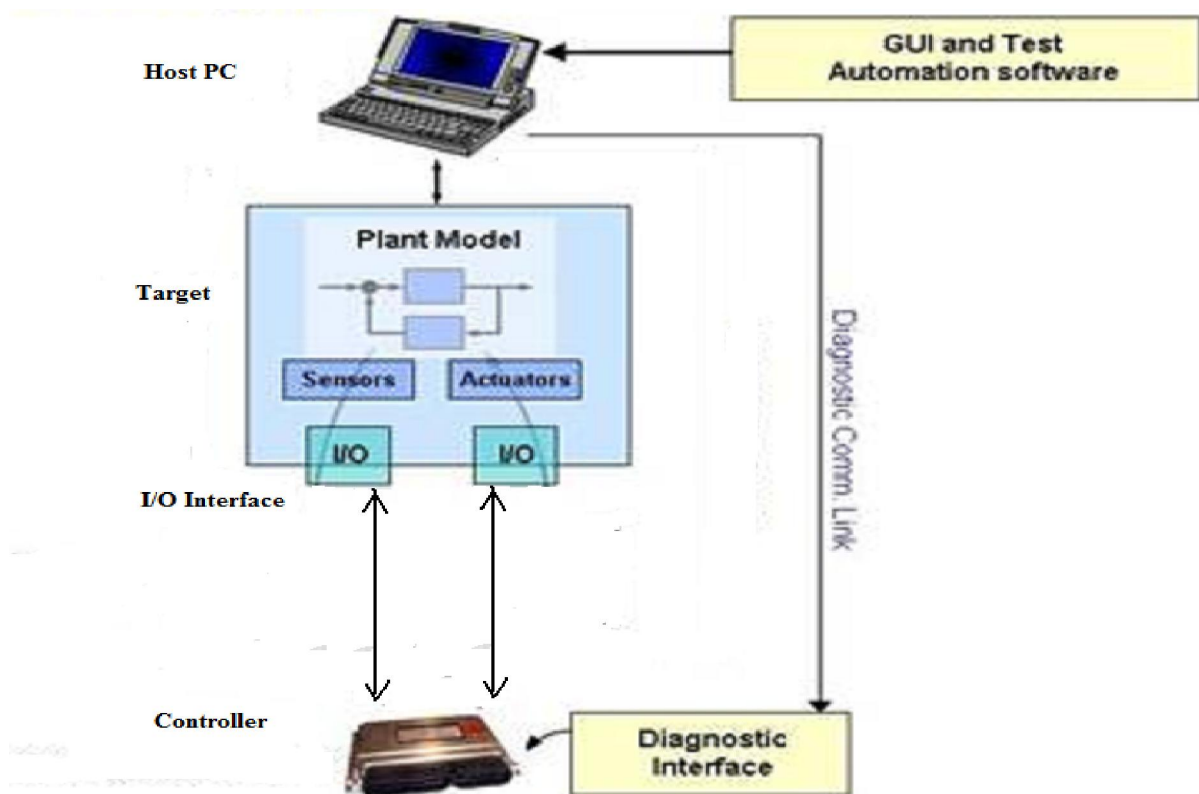 Host PC
GUI and Test
Automation software
Plant Model
Target
Sensors
Actuators
I/O
I/O
I/O Interface
Diagnostic Comm. Link
Controller
Diagnostic
Interface